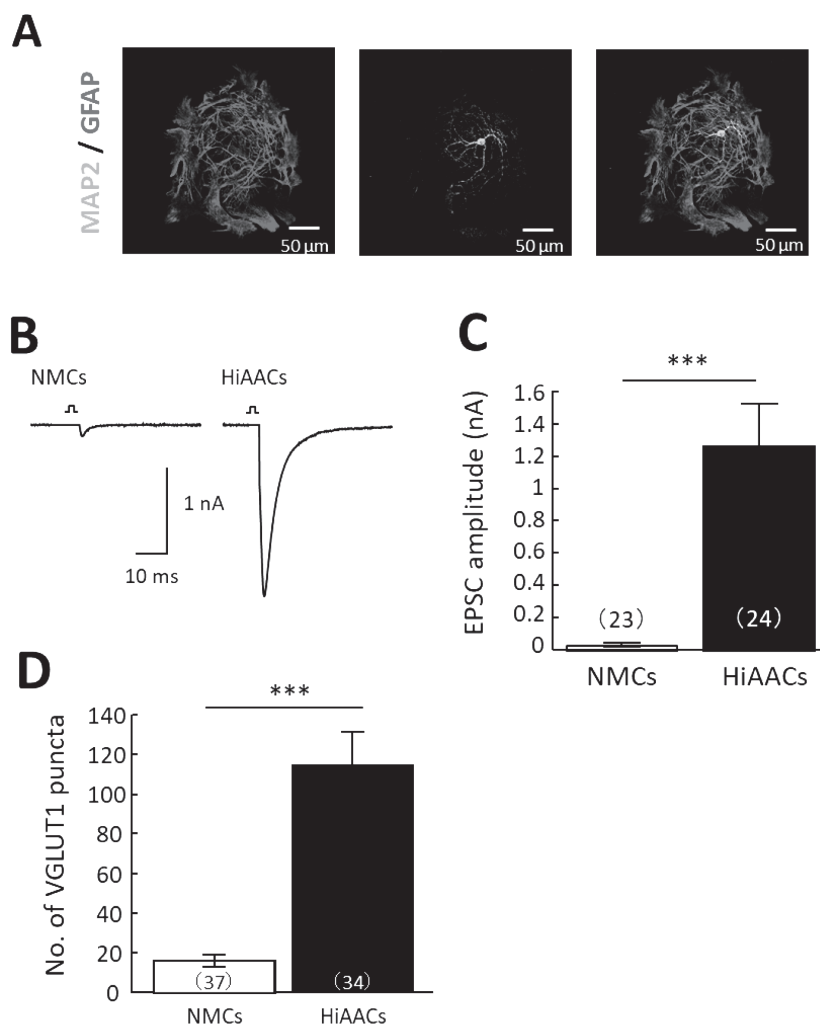 A
MAP2 / GFAP
50 µm
50 µm
50 µm
B
NMCs
HiAACs
1 nA
10 ms
C
***
EPSC amplitude (nA)
1.6
1.4
1.2
1
0.8
0.6
0.4
0.2
0
(23)
(24)
NMCs
HiAACs
D
***
No. of VGLUT1 puncta
140
120
100
80
60
40
20
0
(37)
(34)
NMCs
HiAACs